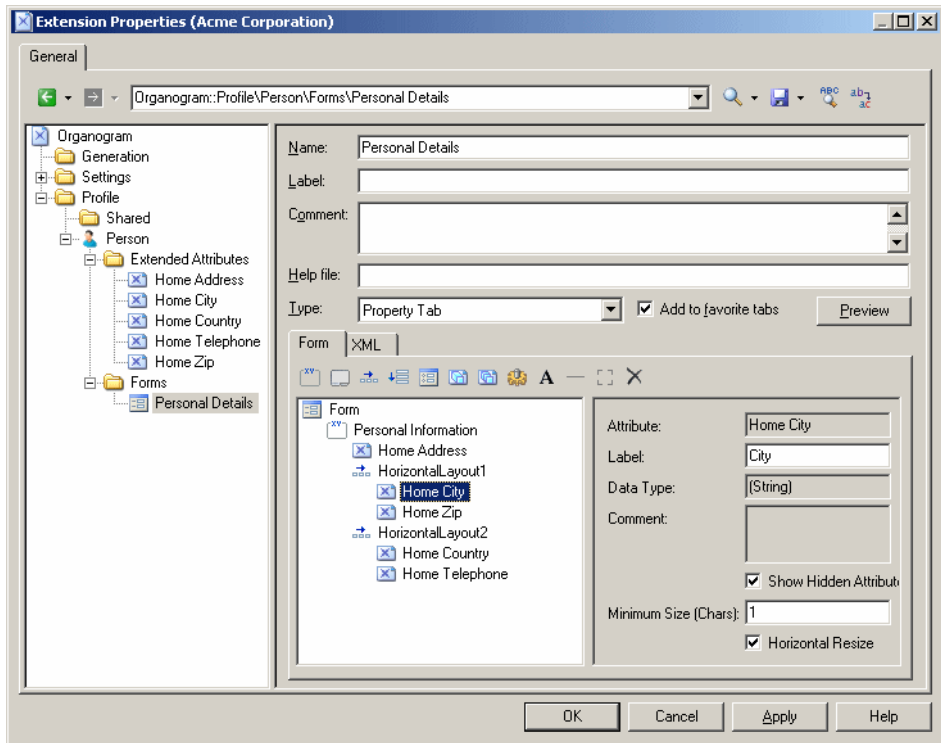 Extension Properties (Acme Corporation)
General
Organogram::Profile\Person\Forms\Personal Details
ABC
ab
ac
Organogram
Generation
Settings
Profile
Shared
Person
Extended Attributes
Home Address
Home City
Home Country
Home Telephone
Home Zip
Forms
Personal Details
Name: Personal Details
Label:
Comment:
Help file:
Type: Property Tab Add to favorite tabs Preview
Form XML
A
Form
Personal Information
Home Address
HorizontalLayout1
Home City
Home Zip
HorizontalLayout2
Home Country
Home Telephone
Attribute: Home City
Label: City
Data Type: (String)
Comment:
Show Hidden Attribut
Minimum Size (Chars): 1
Horizontal Resize
OK Cancel Apply Help